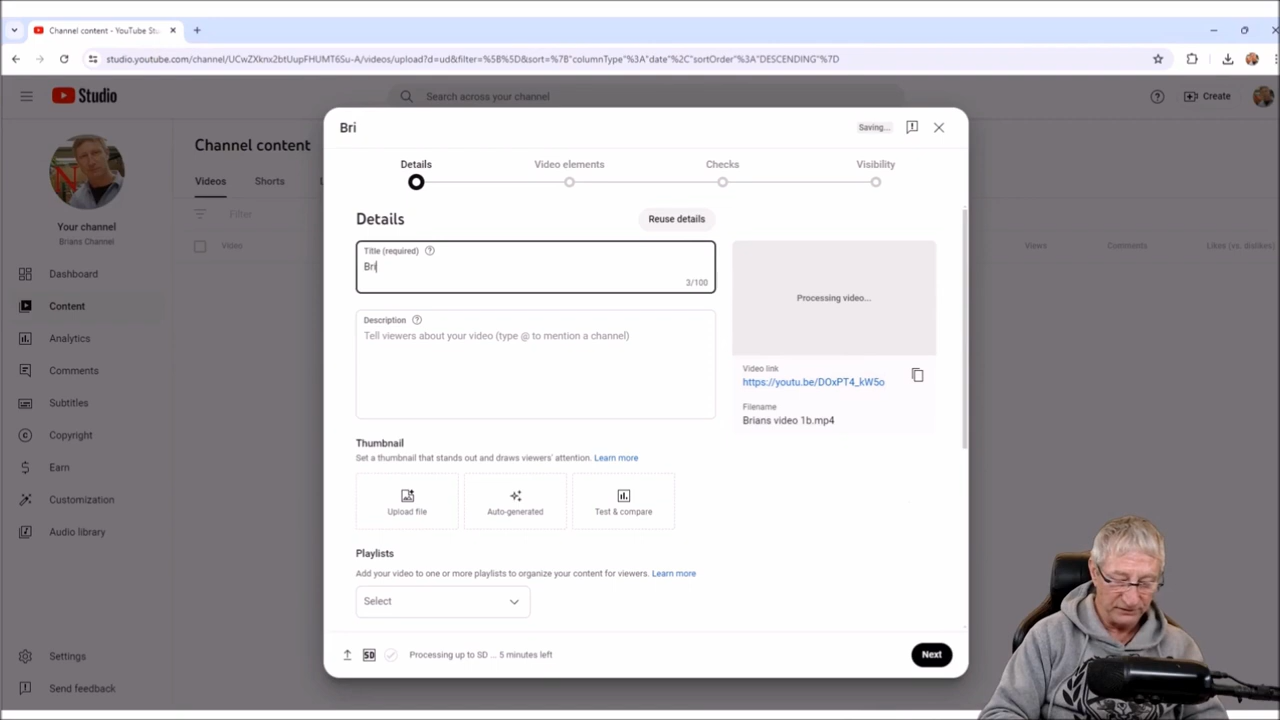 Channel content - YouTube Stu
studio.youtube.com/channel/UCwZXknx2btUupFHUMT6Su-A/videos/upload?d=ud&filter=%5B%5D&sort=%7B"columnType"%3A"date"%2C"sortOrder"%3A"DESCENDING"%7D
Studio
Search across your channel
Create
Your channel
Brians Channel
Dashboard
Content
Analytics
Comments
Subtitles
Copyright
Earn
Customization
Audio library
Settings
Send feedback
Channel content
Videos
Shorts
Filter
Video
Views
Comments
Likes (vs. dislikes)
Bri
Saving...
Details
Video elements
Checks
Visibility
Details
Reuse details
Title (required)
Bri
3/100
Description
Tell viewers about your video (type @ to mention a channel)
Processing video...
Video link
https://youtu.be/DOxPT4_kW5o
Filename
Brians video 1b.mp4
Thumbnail
Set a thumbnail that stands out and draws viewers' attention. Learn more
Upload file
Auto-generated
Test & compare
Playlists
Add your video to one or more playlists to organize your content for viewers. Learn more
Select
SD
Processing up to SD ... 5 minutes left
Next